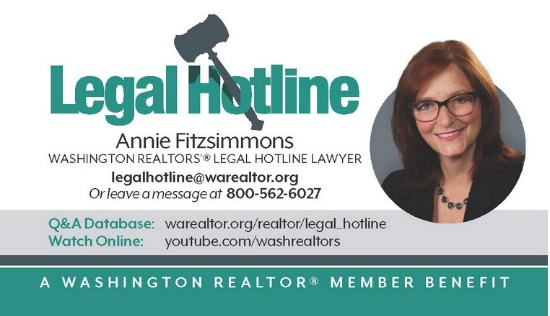 Legal Hotline
Annie Fitzsimmons
WASHINGTON REALTORS'® LEGAL HOTLINE LAWYER
legalhotline@warealtor.org
Or leave a message at 800-562-6027
Q&A Database: warealtor.org/realtor/legal_hotline
Watch Online: youtube.com/washrealtors
A WASHINGTON REALTOR® MEMBER BENEFIT